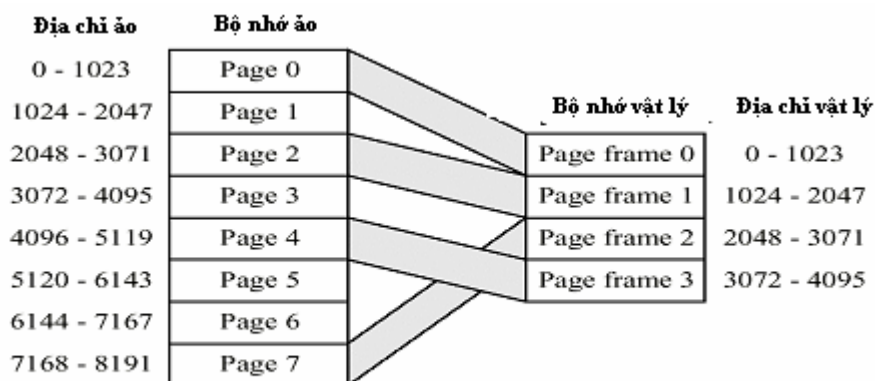 Địa chỉ ảo Bộ nhớ ảo
0 - 1023 Page 0
1024 - 2047 Page 1 Bộ nhớ vật lý Địa chỉ vật lý
2048 - 3071 Page 2 Page frame 0 0 - 1023
3072 - 4095 Page 3 Page frame 1 1024 - 2047
4096 - 5119 Page 4 Page frame 2 2048 - 3071
5120 - 6143 Page 5 Page frame 3 3072 - 4095
6144 - 7167 Page 6
7168 - 8191 Page 7